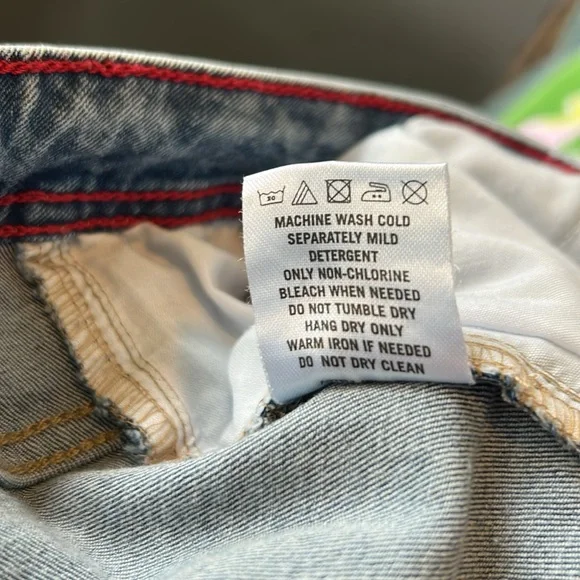 30
MACHINE WASH COLD
SEPARATELY MILD
DETERGENT
ONLY NON-CHLORINE
BLEACH WHEN NEEDED
DO NOT TUMBLE DRY
HANG DRY ONLY
WARM IRON IF NEEDED
DO NOT DRY CLEAN